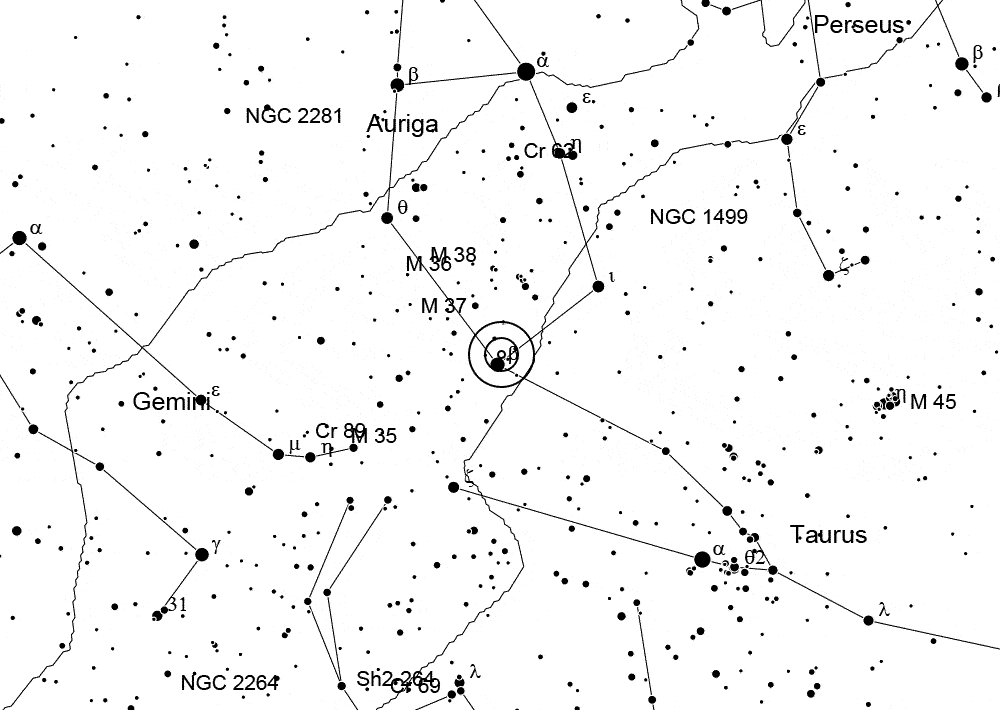 Perseus
β
α
β
ε
NGC 2281
Auriga
ε
Cr 62
η
θ
NGC 1499
α
M 38
M 36
ζ
ι
M 37
β
ε
Gemini
η
M 45
Cr 89
M 35
μ
η
ζ
Taurus
γ
α
θ2
31
λ
NGC 2264
Sh2-264
λ
Cr 69